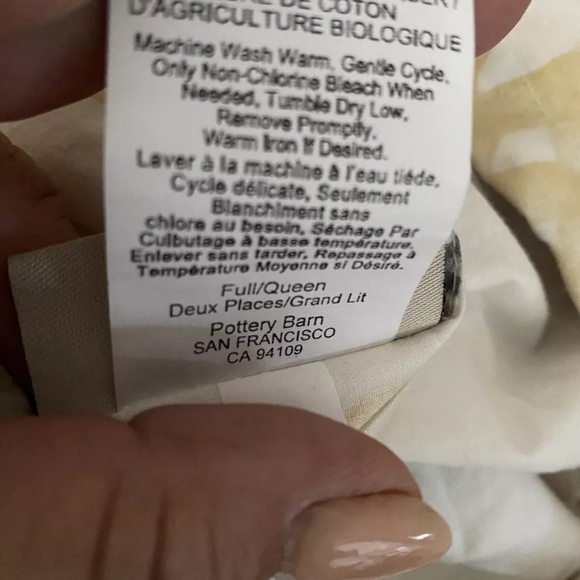 DE COTON
D'AGRICULTURE BIOLOGIQUE
Machine Wash Warm, Gentle Cycle,
Only Non-Chlorine Bleach When
Needed, Tumble Dry Low,
Remove Promptly,
Warm Iron If Desired.
Laver à la machine à l'eau tiéde,
Cycle délicate, Seulement
Blanchiment sans
chlore au besoin, Séchage Par
Culbutage à basse température.
Enlever sans tarder, Repassage à
Température Moyenne si Désiré.
Full/Queen
Deux Places/Grand Lit
Pottery Barn
SAN FRANCISCO
CA 94109